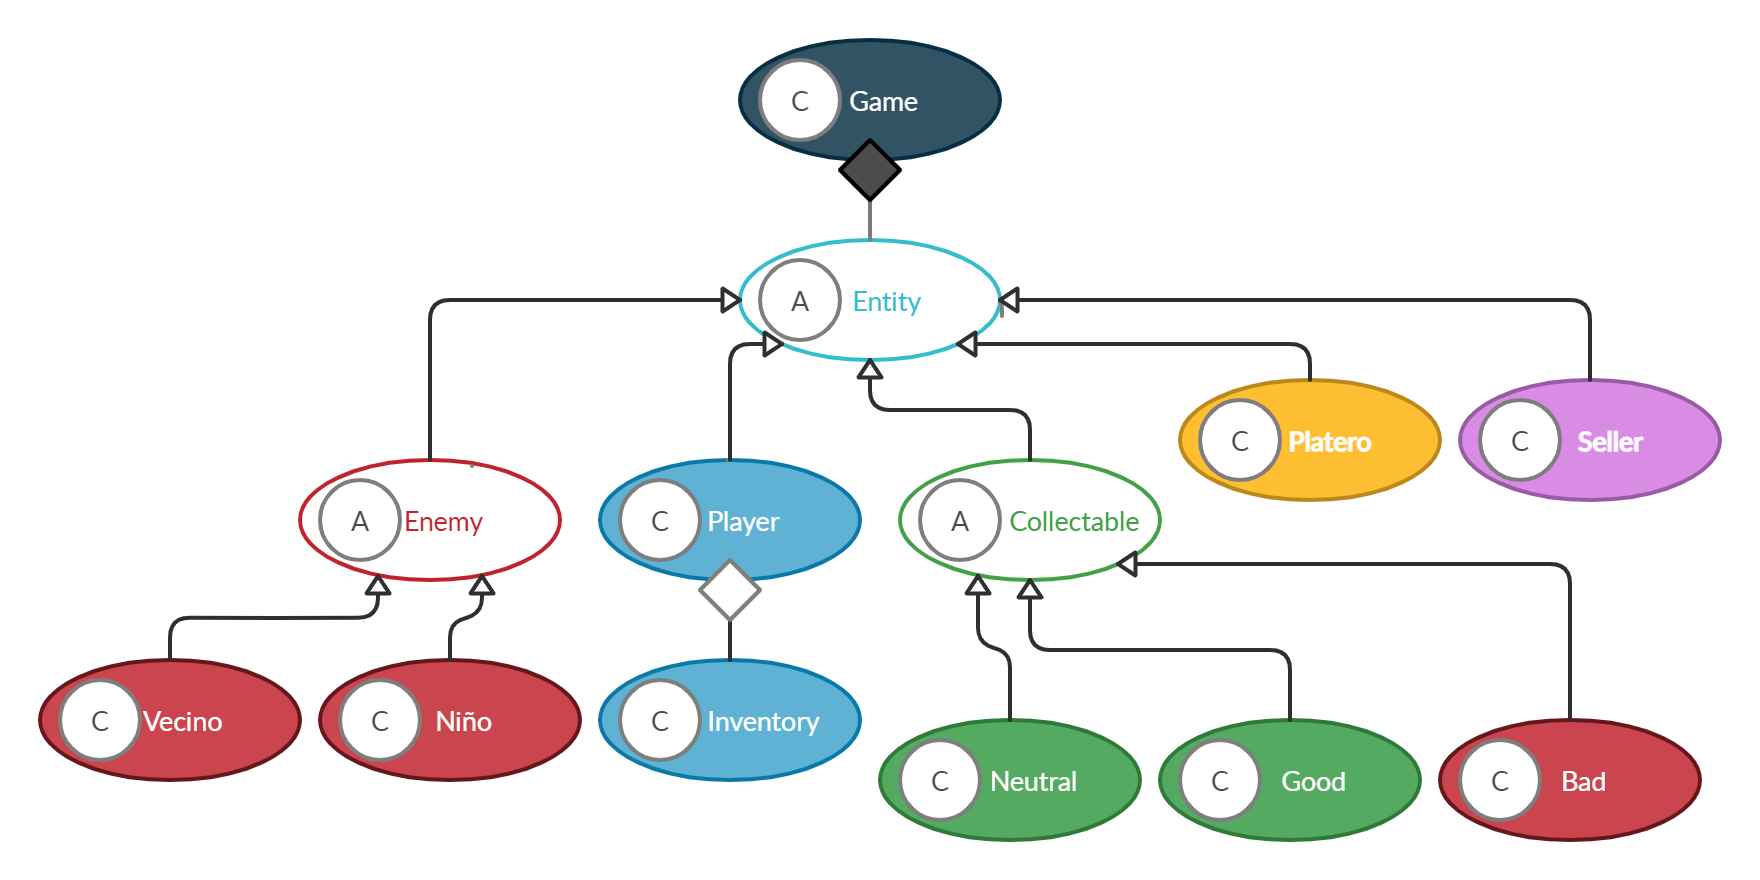 C Game
A Entity
C Platero
C Seller
A Enemy
C Player
A Collectable
C Vecino
C Niño
C Inventory
C Neutral
C Good
C Bad